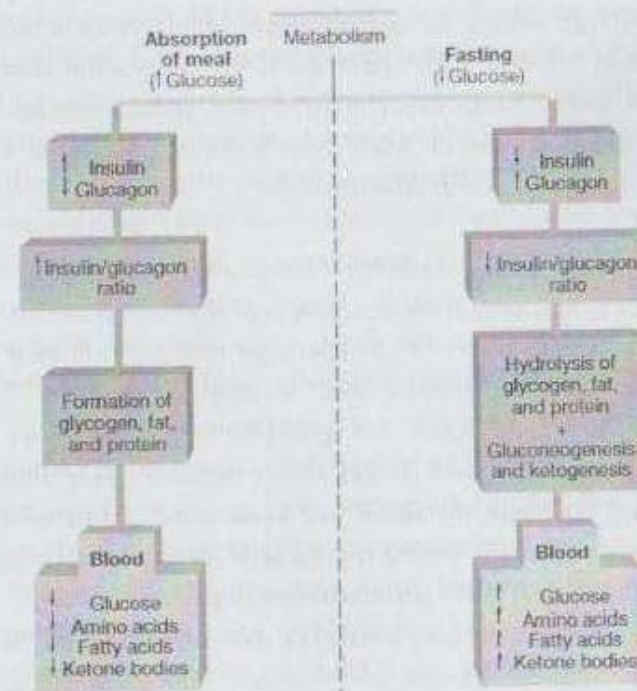 Metabolism
Absorption
of meal
(↑Glucose)
↑ Insulin
↓ Glucagon
↑Insulin/glucagon
ratio
Formation of
glycogen, fat,
and protein
Blood
↓ Glucose
↓ Amino acids
↓ Fatty acids
↓ Ketone bodies
Fasting
(↓Glucose)
↓ Insulin
↑ Glucagon
↓Insulin/glucagon
ratio
Hydrolysis of
glycogen, fat,
and protein
+
Gluconeogenesis
and ketogenesis
Blood
↑ Glucose
↑ Amino acids
↑ Fatty acids
↑ Ketone bodies